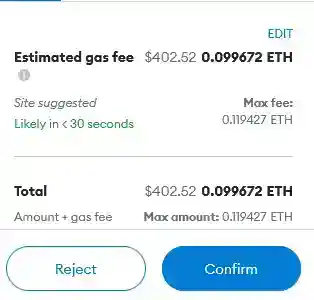 EDIT
Estimated gas fee $402.52 0.099672 ETH
Site suggested Max fee:
Likely in < 30 seconds 0.119427 ETH
Total $402.52 0.099672 ETH
Amount + gas fee Max amount: 0.119427 ETH
Reject Confirm